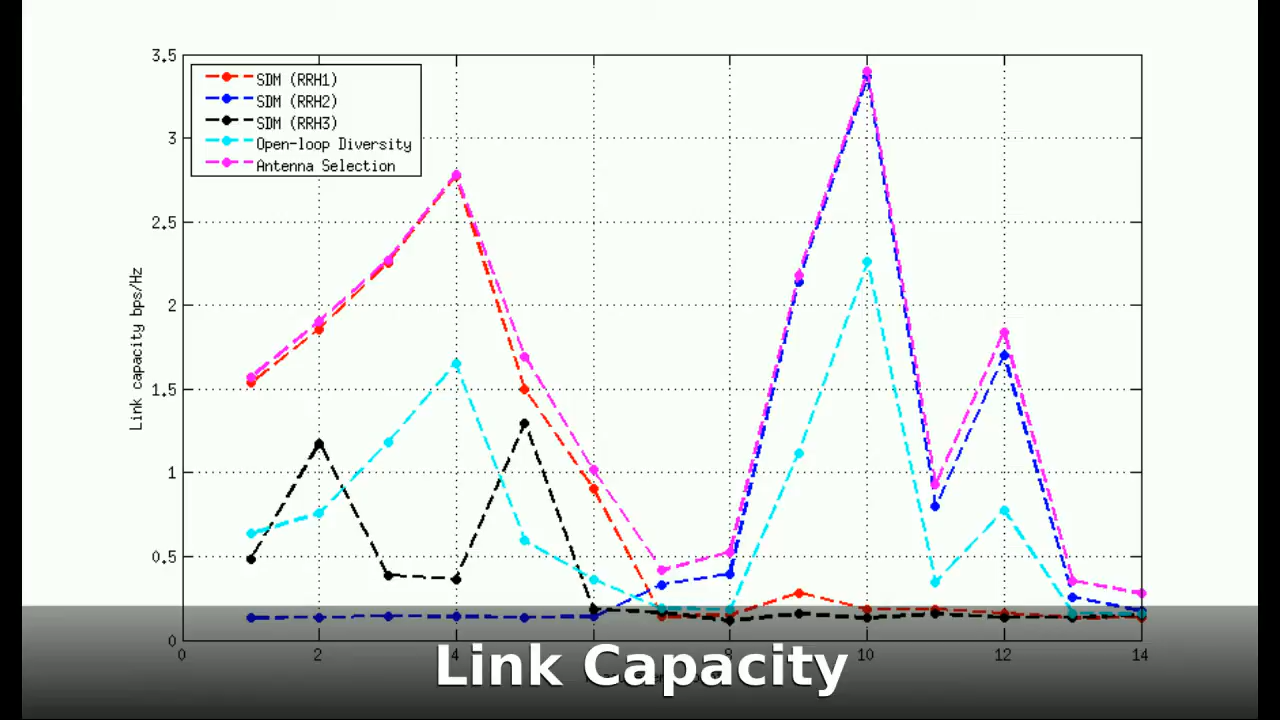 3.5
3
2.5
2
1.5
1
0.5
0
SDM (RRH1)
SDM (RRH2)
SDM (RRH3)
Open-loop Diversity
Antenna Selection
Link capacity bps/Hz
0 2 4 8 10 12 14
Link Capacity